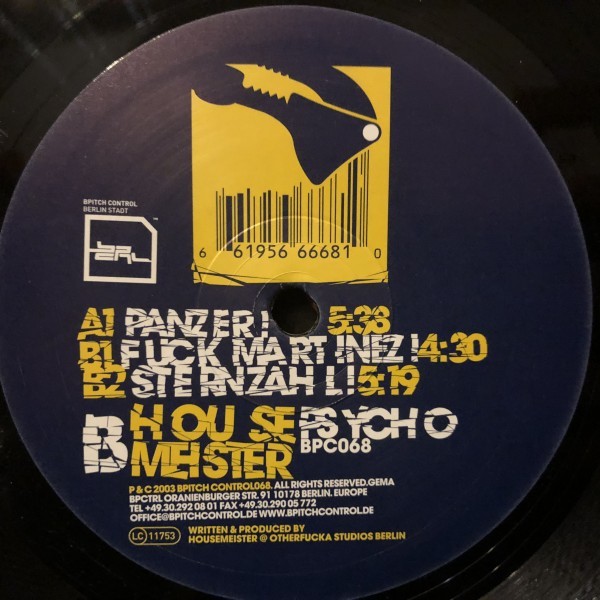 BPITCH CONTROL
BERLIN STADT
6 61956 66681 0
A1 PANZER! 5:38
B1 FUCK MARTINEZ! 4:30
B2 STERNZAHL! 5:19
B HOUSEMEISTER PSYCHO
BPC068
P & C 2003 BPITCH CONTROL068. ALL RIGHTS RESERVED.GEMA
BPCTRL ORANIENBURGER STR. 91 10178 BERLIN. EUROPE
TEL +49.30.292 08 01 FAX +49.30.290 05 772
OFFICE@BPITCHCONTROL.DE WWW.BPITCHCONTROL.DE
LC 11753
WRITTEN & PRODUCED BY
HOUSEMEISTER @ OTHERFUCKA STUDIOS BERLIN